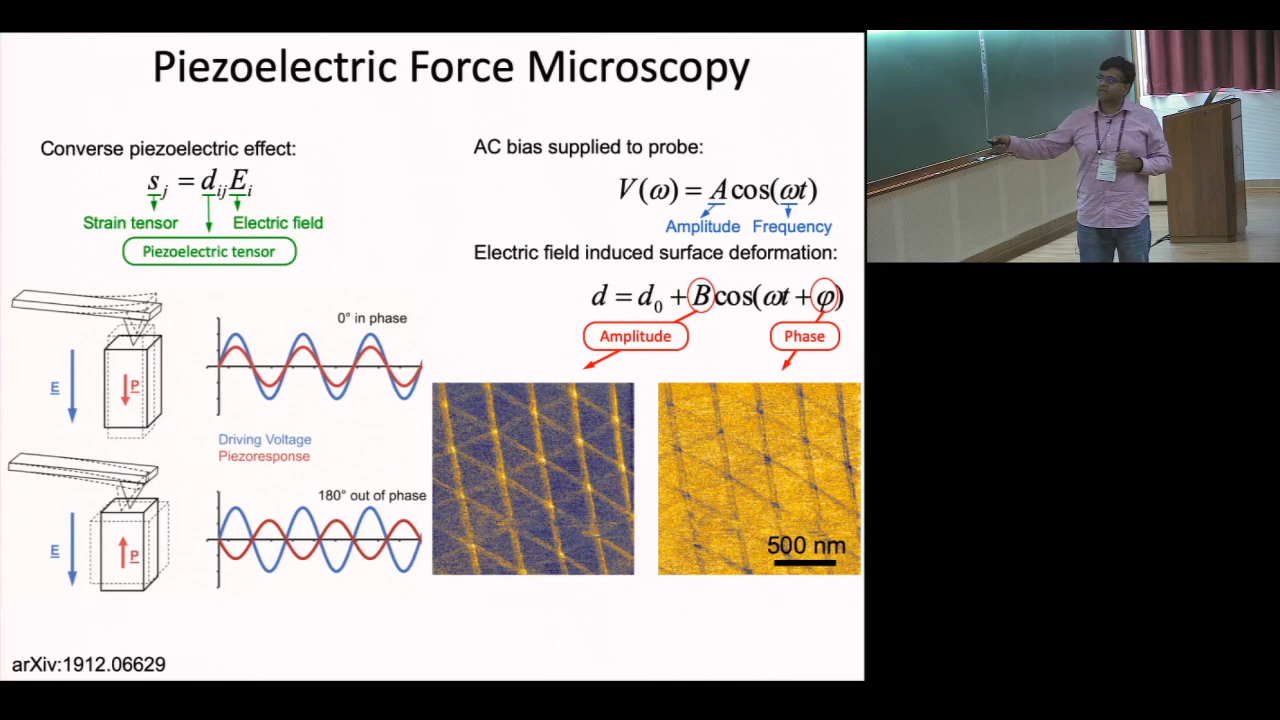 Piezoelectric Force Microscopy
Converse piezoelectric effect:
s_j = d_ij E_i
Strain tensor
Electric field
Piezoelectric tensor
AC bias supplied to probe:
V(ω) = A cos(ωt)
Amplitude
Frequency
Electric field induced surface deformation:
d = d_0 + B cos(ωt + φ)
Amplitude
Phase
E
P
0° in phase
Driving Voltage
Piezoresponse
E
P
180° out of phase
500 nm
arXiv:1912.06629